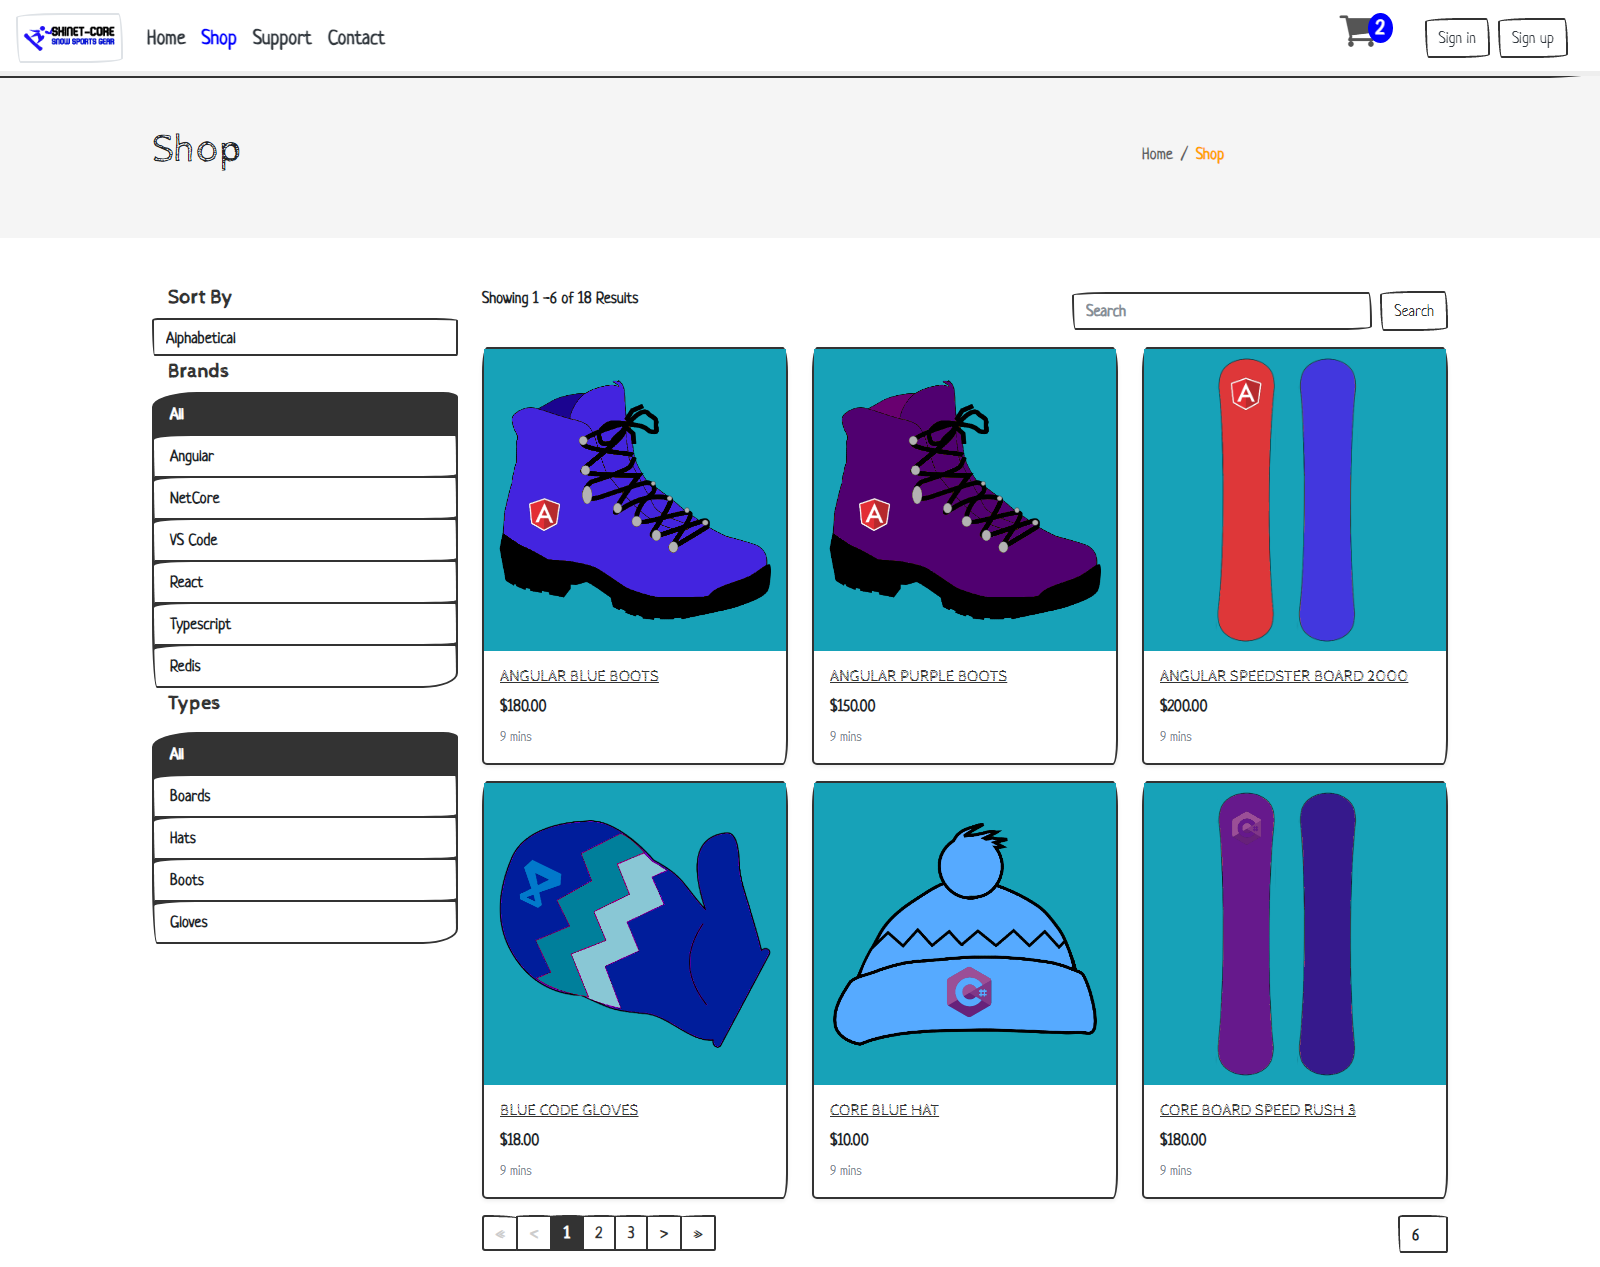 SKINET-CORE
SNOW SPORTS GEAR
Home Shop Support Contact
2
Sign in Sign up
Shop
Home / Shop
Sort By
Alphabetical
Brands
All
Angular
NetCore
VS Code
React
Typescript
Redis
Types
All
Boards
Hats
Boots
Gloves
Showing 1 -6 of 18 Results
Search Search
ANGULAR BLUE BOOTS
$180.00
9 mins
ANGULAR PURPLE BOOTS
$150.00
9 mins
ANGULAR SPEEDSTER BOARD 2000
$200.00
9 mins
BLUE CODE GLOVES
$18.00
9 mins
CORE BLUE HAT
$10.00
9 mins
CORE BOARD SPEED RUSH 3
$180.00
9 mins
« < 1 2 3 > »
6